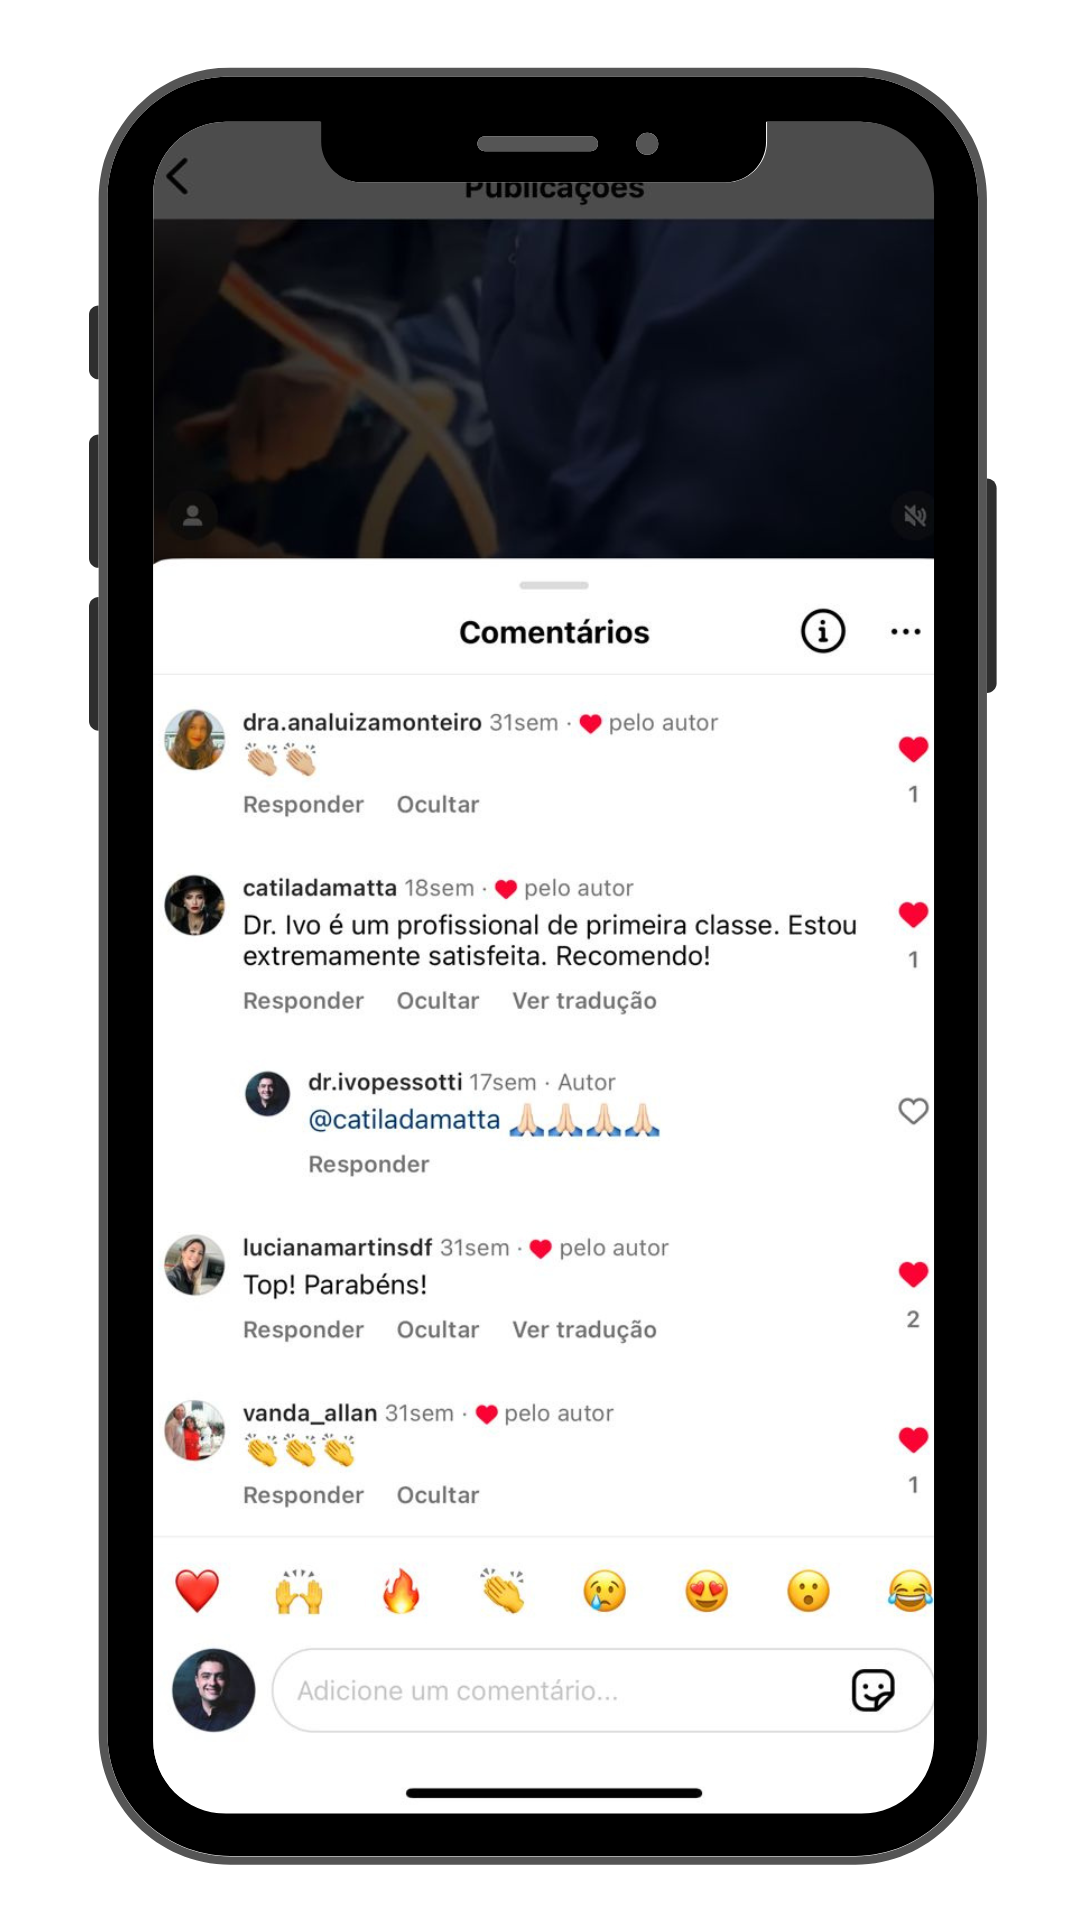 Publicações
Comentários
dra.analuizamonteiro 31sem · ❤️ pelo autor
👏🏼👏🏼
1
Responder Ocultar
catiladamatta 18sem · ❤️ pelo autor
Dr. Ivo é um profissional de primeira classe. Estou
extremamente satisfeita. Recomendo!
1
Responder Ocultar Ver tradução
dr.ivopessotti 17sem · Autor
@catiladamatta 🙏🏻🙏🏻🙏🏻🙏🏻
Responder
lucianamartinsdf 31sem · ❤️ pelo autor
Top! Parabéns!
2
Responder Ocultar Ver tradução
vanda_allan 31sem · ❤️ pelo autor
👏👏👏
1
Responder Ocultar
❤️ 🙌 🔥 👏 😢 😍 😮 😂
Adicione um comentário...